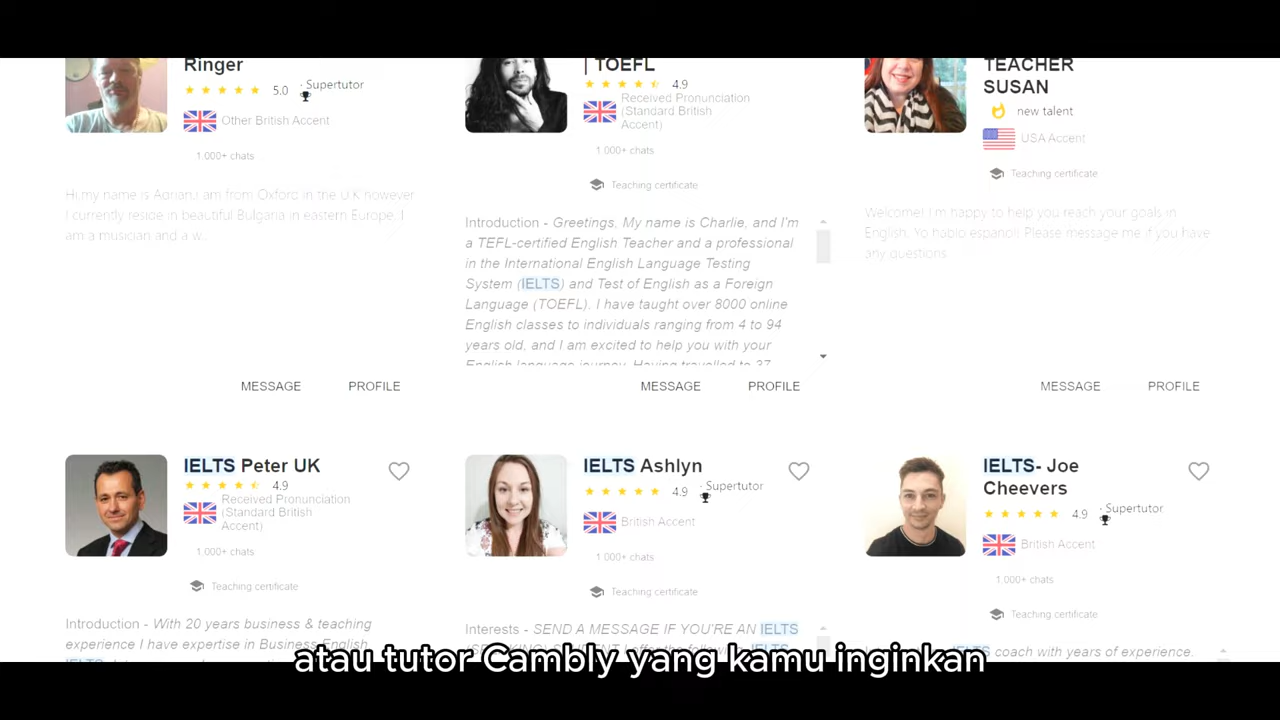 Ringer
5.0 · Supertutor
Other British Accent
1.000+ chats
Hi,my name is Adrian,I am from Oxford in the U.K however
I currently reside in beautiful Bulgaria in eastern Europe, I
am a musician and a w...
MESSAGE PROFILE
| TOEFL
4.9
Received Pronunciation
(Standard British
Accent)
1.000+ chats
Teaching certificate
Introduction - Greetings, My name is Charlie, and I'm
a TEFL-certified English Teacher and a professional
in the International English Language Testing
System (IELTS) and Test of English as a Foreign
Language (TOEFL). I have taught over 8000 online
English classes to individuals ranging from 4 to 94
years old, and I am excited to help you with your
English language journey. Having travelled to 37
MESSAGE PROFILE
TEACHER
SUSAN
new talent
USA Accent
Teaching certificate
Welcome! I'm happy to help you reach your goals in
English. Yo hablo espanol! Please message me if you have
any questions.
MESSAGE PROFILE
IELTS Peter UK
4.9
Received Pronunciation
(Standard British
Accent)
1.000+ chats
Teaching certificate
Introduction - With 20 years business & teaching
experience I have expertise in Business English,
IELTS Ashlyn
4.9 · Supertutor
British Accent
1.000+ chats
Teaching certificate
Interests - SEND A MESSAGE IF YOU'RE AN IELTS
IELTS- Joe
Cheevers
4.9 · Supertutor
British Accent
1.000+ chats
Teaching certificate
IELTS coach with years of experience.
atau tutor Cambly yang kamu inginkan